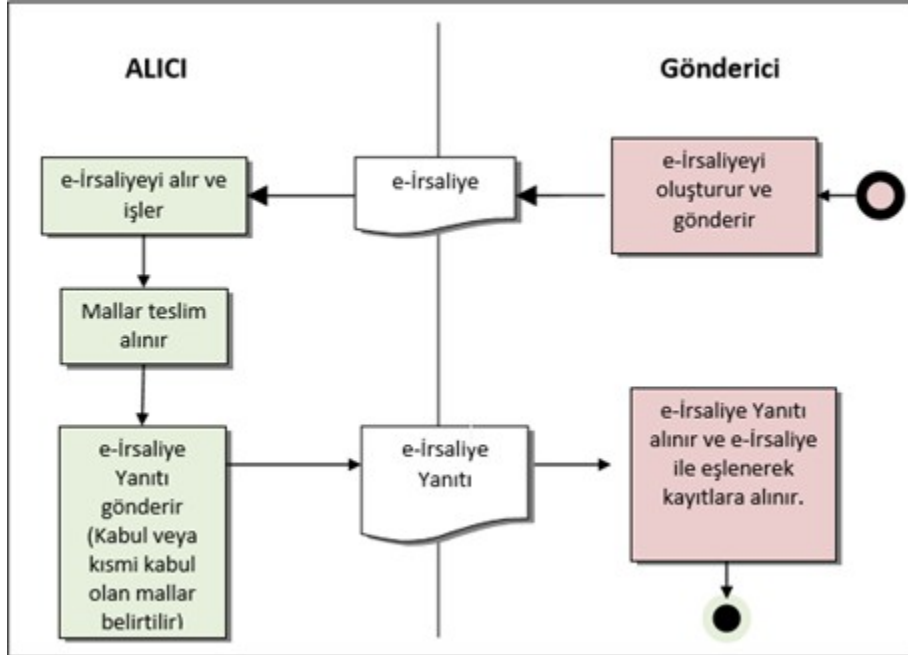 ALICI
Gönderici
e-İrsaliyeyi alır ve
işler
e-İrsaliye
e-İrsaliyeyi
oluşturur ve
gönderir
Mallar teslim
alınır
e-İrsaliye
Yanıtı
gönderir
(Kabul veya
kısmi kabul
olan mallar
belirtilir)
e-İrsaliye
Yanıtı
e-İrsaliye Yanıtı
alınır ve e-İrsaliye
ile eşlenerek
kayıtlara alınır.